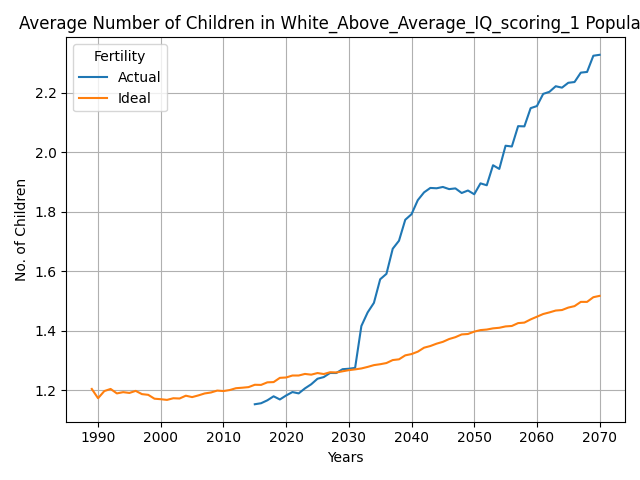 Average Number of Children in White_Above_Average_IQ_scoring_1 Popula
Fertility
Actual
Ideal
No. of Children
2.2
2.0
1.8
1.6
1.4
1.2
1990 2000 2010 2020 2030 2040 2050 2060 2070
Years